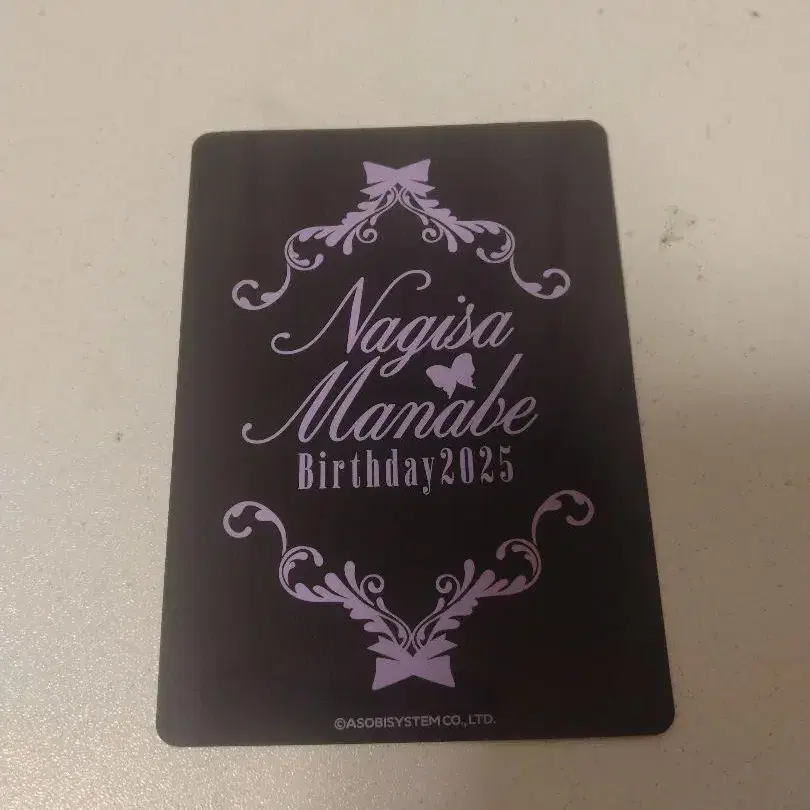 Nagisa
Manabe
Birthday2025
©ASOBISYSTEM CO., LTD.